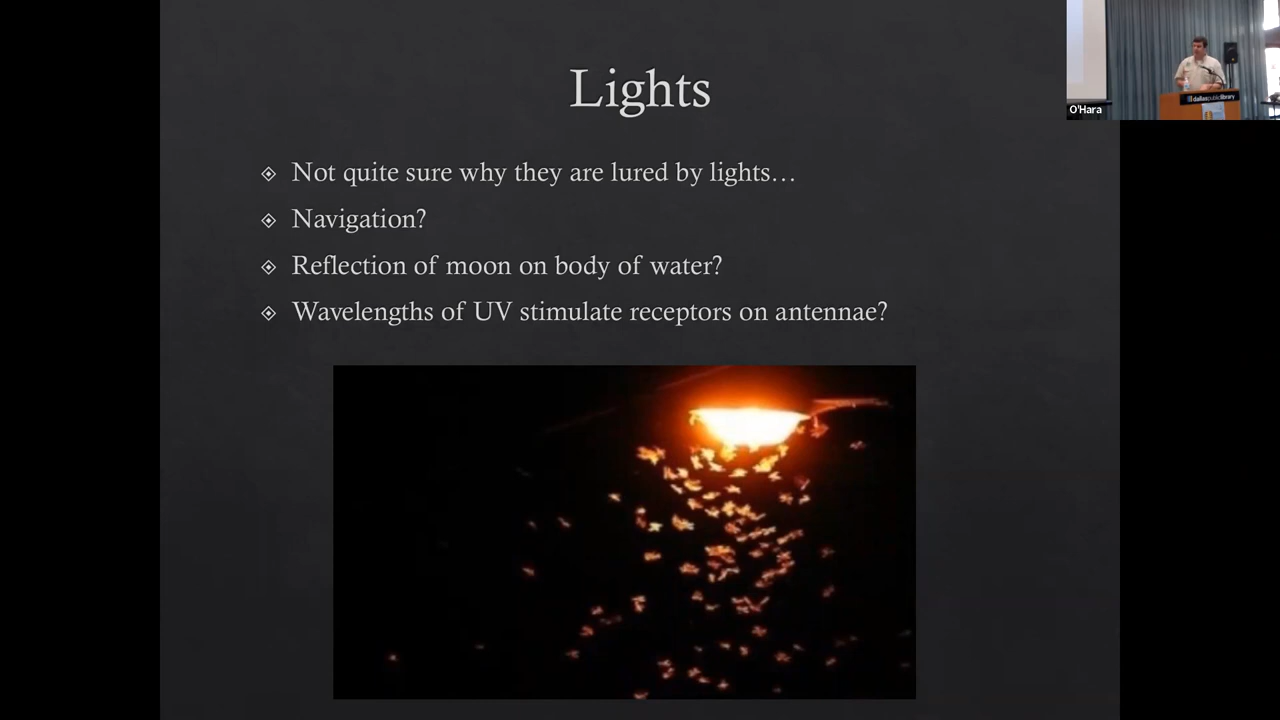 Lights
Not quite sure why they are lured by lights…
Navigation?
Reflection of moon on body of water?
Wavelengths of UV stimulate receptors on antennae?
O'Hara
dallaspubliclibrary